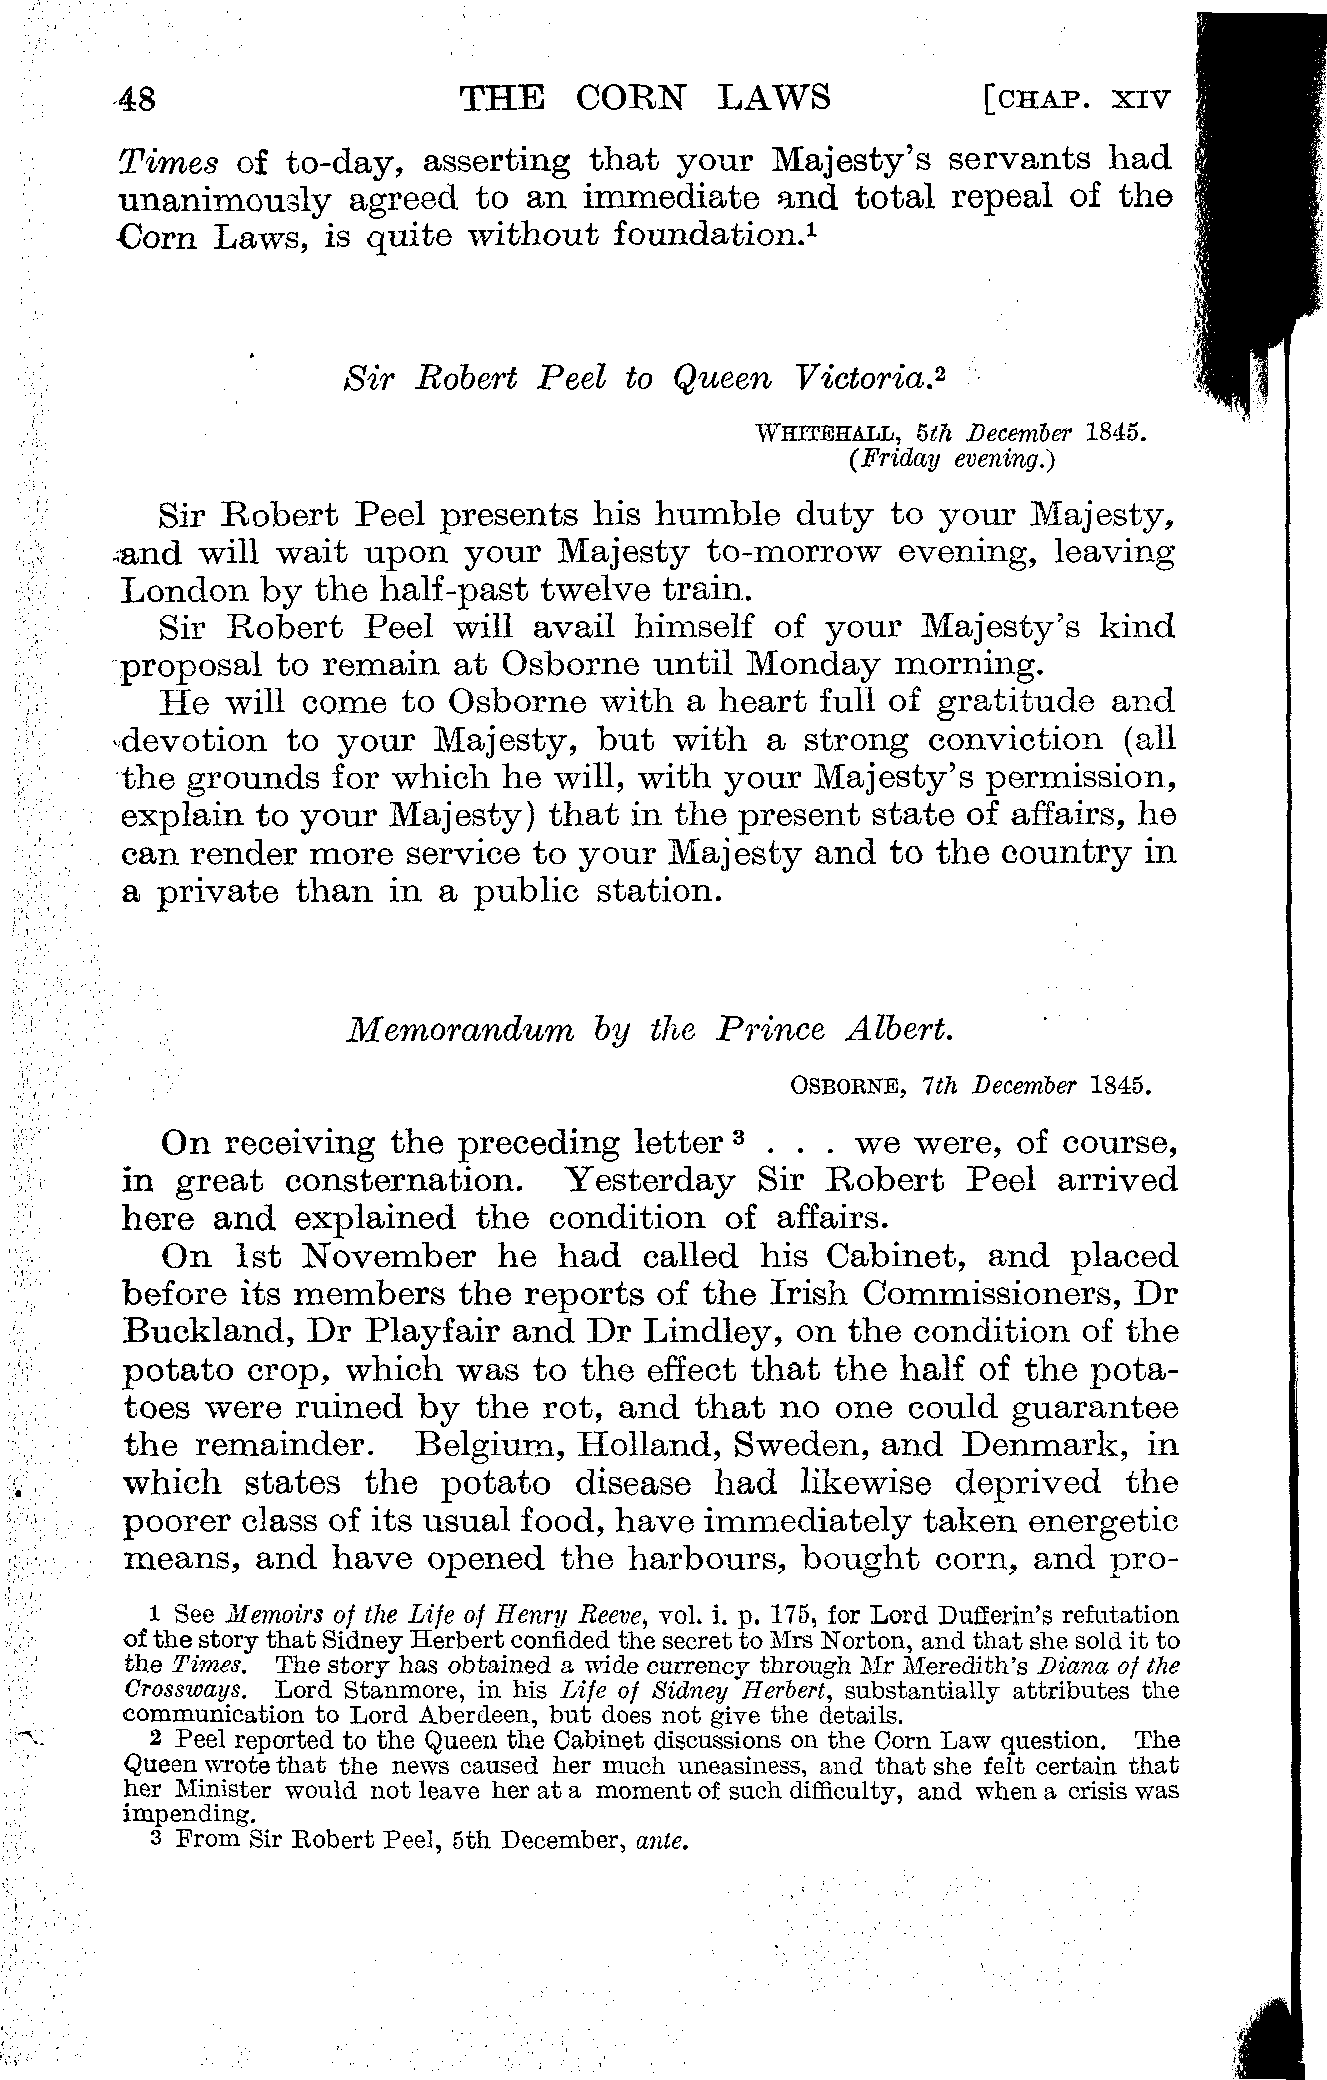 48 THE CORN LAWS [CHAP. XIV
Times of to-day, asserting that your Majesty's servants had
unanimously agreed to an immediate and total repeal of the
Corn Laws, is quite without foundation.¹
Sir Robert Peel to Queen Victoria.²
WHITEHALL, 5th December 1845.
(Friday evening.)
Sir Robert Peel presents his humble duty to your Majesty,
and will wait upon your Majesty to-morrow evening, leaving
London by the half-past twelve train.
Sir Robert Peel will avail himself of your Majesty's kind
proposal to remain at Osborne until Monday morning.
He will come to Osborne with a heart full of gratitude and
devotion to your Majesty, but with a strong conviction (all
the grounds for which he will, with your Majesty's permission,
explain to your Majesty) that in the present state of affairs, he
can render more service to your Majesty and to the country in
a private than in a public station.
Memorandum by the Prince Albert.
OSBORNE, 7th December 1845.
On receiving the preceding letter ³ . . . we were, of course,
in great consternation. Yesterday Sir Robert Peel arrived
here and explained the condition of affairs.
On 1st November he had called his Cabinet, and placed
before its members the reports of the Irish Commissioners, Dr
Buckland, Dr Playfair and Dr Lindley, on the condition of the
potato crop, which was to the effect that the half of the pota-
toes were ruined by the rot, and that no one could guarantee
the remainder. Belgium, Holland, Sweden, and Denmark, in
which states the potato disease had likewise deprived the
poorer class of its usual food, have immediately taken energetic
means, and have opened the harbours, bought corn, and pro-
1 See Memoirs of the Life of Henry Reeve, vol. i. p. 175, for Lord Dufferin's refutation
of the story that Sidney Herbert confided the secret to Mrs Norton, and that she sold it to
the Times. The story has obtained a wide currency through Mr Meredith's Diana of the
Crossways. Lord Stanmore, in his Life of Sidney Herbert, substantially attributes the
communication to Lord Aberdeen, but does not give the details.
2 Peel reported to the Queen the Cabinet discussions on the Corn Law question. The
Queen wrote that the news caused her much uneasiness, and that she felt certain that
her Minister would not leave her at a moment of such difficulty, and when a crisis was
impending.
3 From Sir Robert Peel, 5th December, ante.